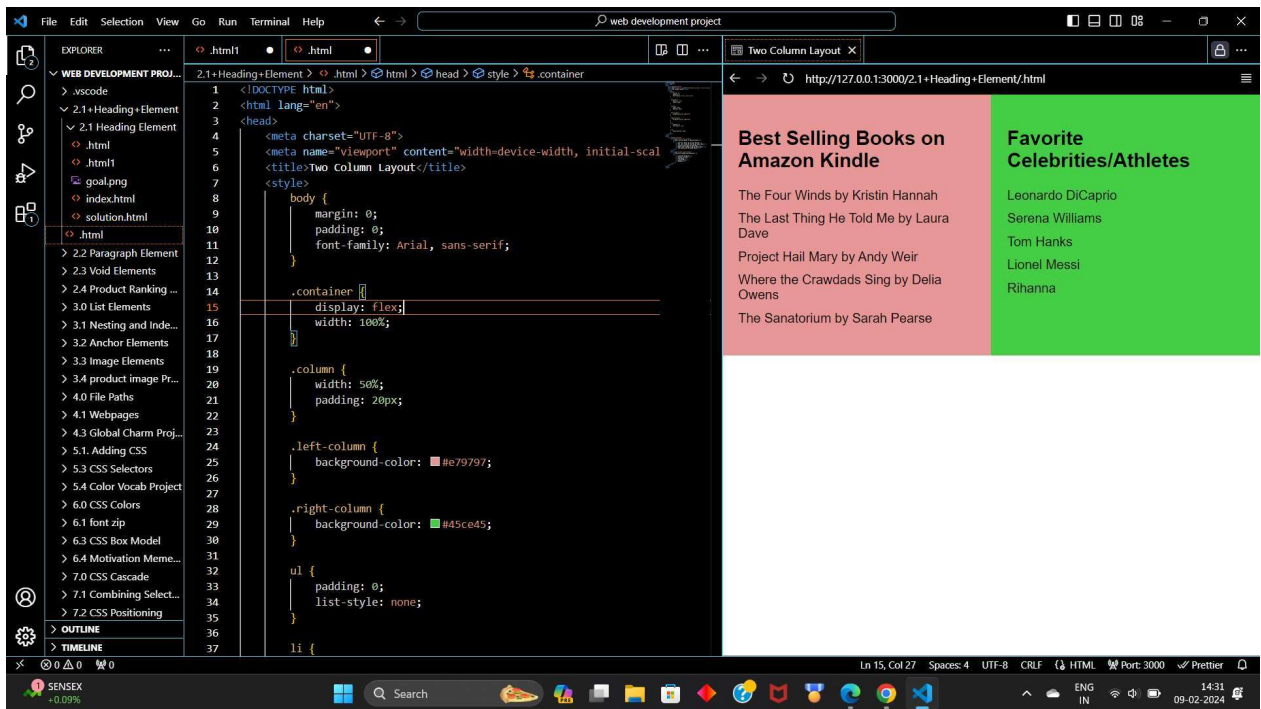 File Edit Selection View Go Run Terminal Help
web development project
EXPLORER
WEB DEVELOPMENT PROJ...
.vscode
2.1+Heading+Element
2.1 Heading Element
.html
.html1
goal.png
index.html
solution.html
.html
2.2 Paragraph Element
2.3 Void Elements
2.4 Product Ranking ...
3.0 List Elements
3.1 Nesting and Inde...
3.2 Anchor Elements
3.3 Image Elements
3.4 product image Pr...
4.0 File Paths
4.1 Webpages
4.3 Global Charm Proj...
5.1. Adding CSS
5.3 CSS Selectors
5.4 Color Vocab Project
6.0 CSS Colors
6.1 font zip
6.3 CSS Box Model
6.4 Motivation Meme...
7.0 CSS Cascade
7.1 Combining Select...
7.2 CSS Positioning
OUTLINE
TIMELINE
.html1 .html
2.1+Heading+Element > .html > html > head > style > .container
1 <!DOCTYPE html>
2 <html lang="en">
3 <head>
4 <meta charset="UTF-8">
5 <meta name="viewport" content="width=device-width, initial-scal
6 <title>Two Column Layout</title>
7 <style>
8 body {
9 margin: 0;
10 padding: 0;
11 font-family: Arial, sans-serif;
12 }
13
14 .container {
15 display: flex;
16 width: 100%;
17 }
18
19 .column {
20 width: 50%;
21 padding: 20px;
22 }
23
24 .left-column {
25 background-color: #e79797;
26 }
27
28 .right-column {
29 background-color: #45ce45;
30 }
31
32 ul {
33 padding: 0;
34 list-style: none;
35 }
36
37 li {
Two Column Layout
http://127.0.0.1:3000/2.1+Heading+Element/.html
Best Selling Books on
Amazon Kindle
The Four Winds by Kristin Hannah
The Last Thing He Told Me by Laura
Dave
Project Hail Mary by Andy Weir
Where the Crawdads Sing by Delia
Owens
The Sanatorium by Sarah Pearse
Favorite
Celebrities/Athletes
Leonardo DiCaprio
Serena Williams
Tom Hanks
Lionel Messi
Rihanna
0 0 0
Ln 15, Col 27 Spaces: 4 UTF-8 CRLF HTML Port: 3000 Prettier
1
SENSEX
+0.09%
Search
PRE
ENG
IN
14:31
09-02-2024